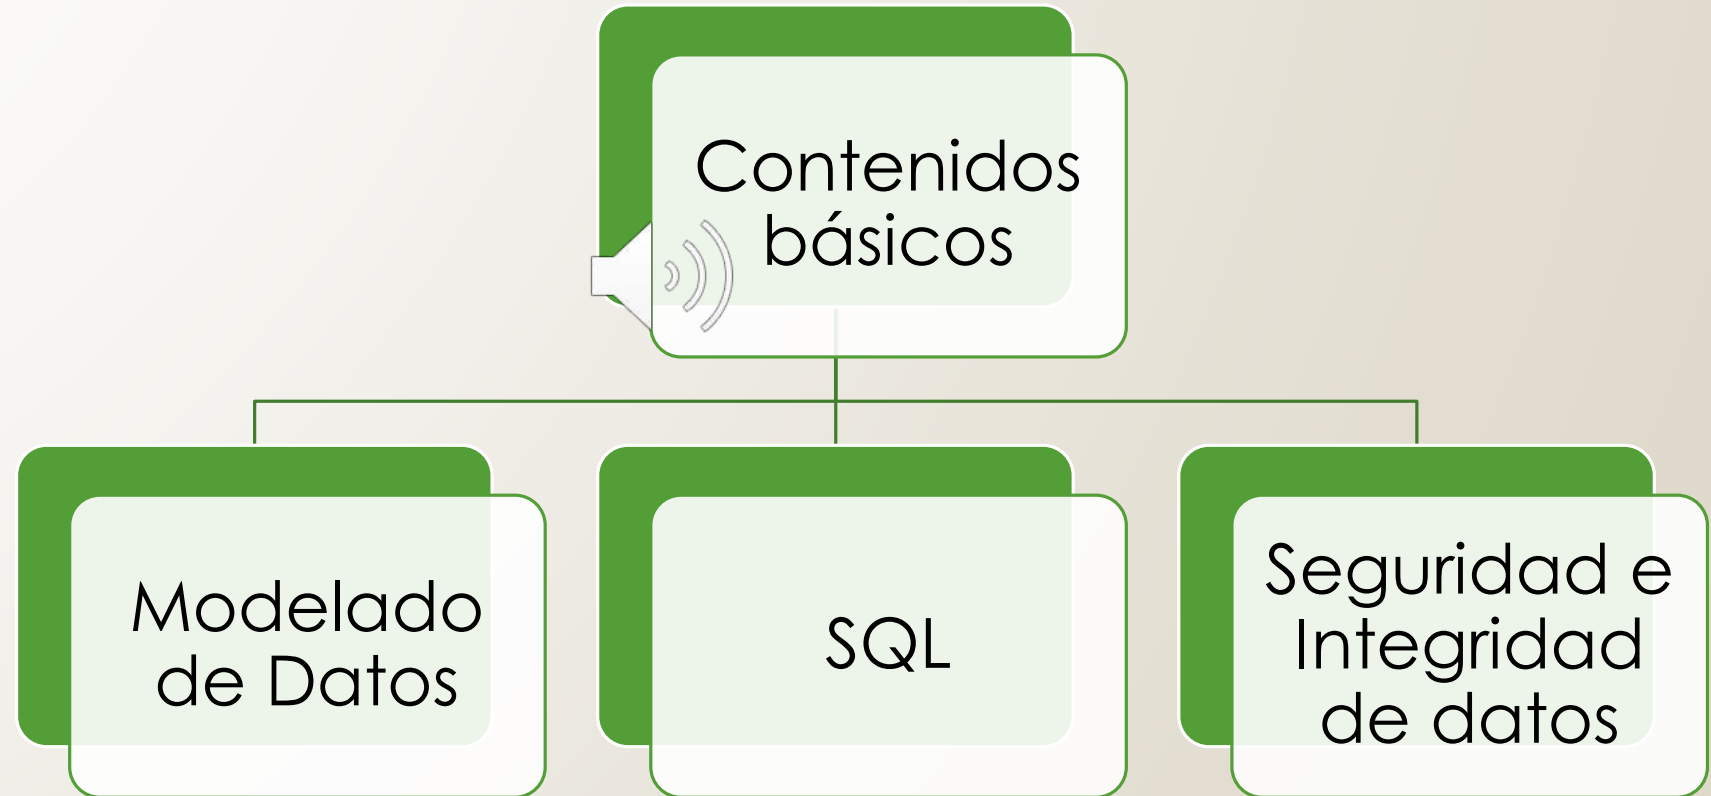 Contenidos
básicos
Modelado
de Datos
SQL
Seguridad e
Integridad
de datos